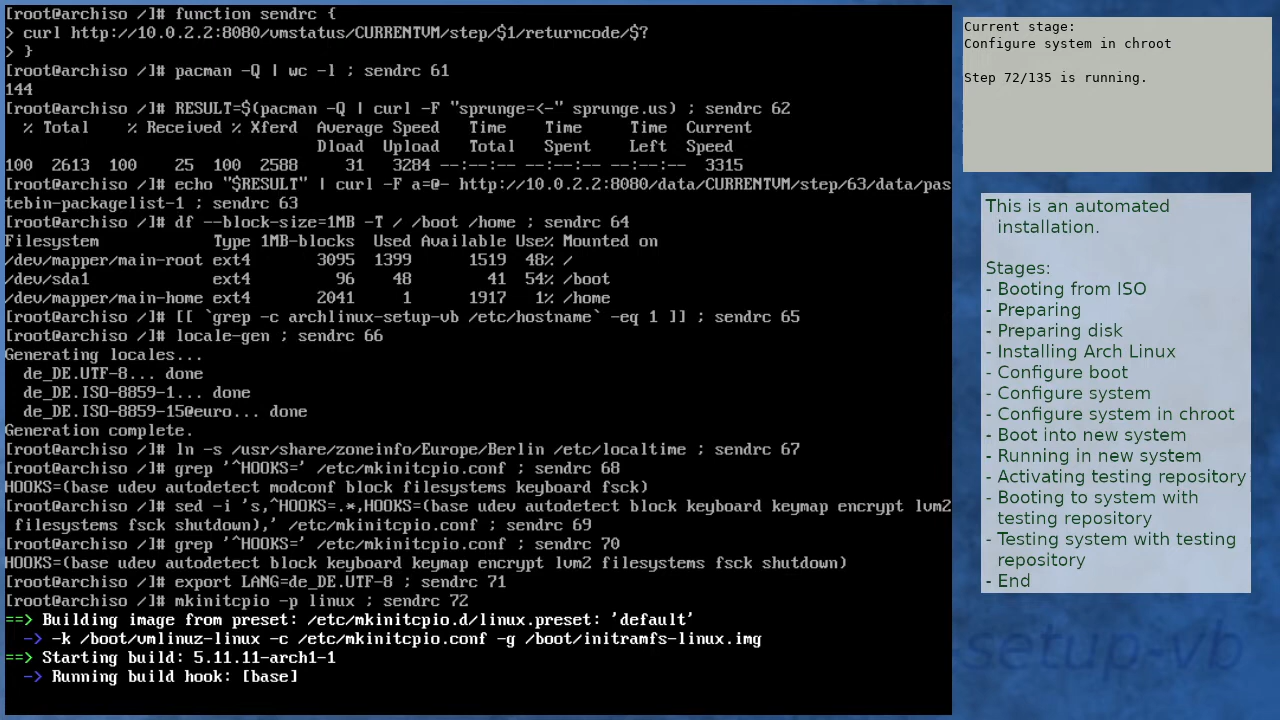 [root@archiso /]# function sendrc {
> curl http://10.0.2.2:8080/vmstatus/CURRENTVM/step/$1/returncode/$?
> }
[root@archiso /]# pacman -Q | wc -l ; sendrc 61
144
[root@archiso /]# RESULT=$(pacman -Q | curl -F "sprunge=<-" sprunge.us) ; sendrc 62
  % Total    % Received % Xferd  Average Speed   Time    Time     Time  Current
                                 Dload  Upload   Total   Spent    Left  Speed
100  2613  100    25  100  2588     31   3284 --:--:-- --:--:-- --:--:--  3315
[root@archiso /]# echo "$RESULT" | curl -F a=@- http://10.0.2.2:8080/data/CURRENTVM/step/63/data/pas
tebin-packagelist-1 ; sendrc 63
[root@archiso /]# df --block-size=1MB -T / /boot /home ; sendrc 64
Filesystem            Type 1MB-blocks  Used Available Use% Mounted on
/dev/mapper/main-root ext4       3095  1399      1519  48% /
/dev/sda1             ext4         96    48        41  54% /boot
/dev/mapper/main-home ext4       2041     1      1917   1% /home
[root@archiso /]# [[ `grep -c archlinux-setup-vb /etc/hostname` -eq 1 ]] ; sendrc 65
[root@archiso /]# locale-gen ; sendrc 66
Generating locales...
  de_DE.UTF-8... done
  de_DE.ISO-8859-1... done
  de_DE.ISO-8859-15@euro... done
Generation complete.
[root@archiso /]# ln -s /usr/share/zoneinfo/Europe/Berlin /etc/localtime ; sendrc 67
[root@archiso /]# grep '^HOOKS=' /etc/mkinitcpio.conf ; sendrc 68
HOOKS=(base udev autodetect modconf block filesystems keyboard fsck)
[root@archiso /]# sed -i 's,^HOOKS=.*,HOOKS=(base udev autodetect block keyboard keymap encrypt lvm2
 filesystems fsck shutdown),' /etc/mkinitcpio.conf ; sendrc 69
[root@archiso /]# grep '^HOOKS=' /etc/mkinitcpio.conf ; sendrc 70
HOOKS=(base udev autodetect block keyboard keymap encrypt lvm2 filesystems fsck shutdown)
[root@archiso /]# export LANG=de_DE.UTF-8 ; sendrc 71
[root@archiso /]# mkinitcpio -p linux ; sendrc 72
==> Building image from preset: /etc/mkinitcpio.d/linux.preset: 'default'
  -> -k /boot/vmlinuz-linux -c /etc/mkinitcpio.conf -g /boot/initramfs-linux.img
==> Starting build: 5.11.11-arch1-1
  -> Running build hook: [base]
Current stage:
Configure system in chroot
Step 72/135 is running.
This is an automated
installation.
Stages:
- Booting from ISO
- Preparing
- Preparing disk
- Installing Arch Linux
- Configure boot
- Configure system
- Configure system in chroot
- Boot into new system
- Running in new system
- Activating testing repository
- Booting to system with
testing repository
- Testing system with testing
repository
- End
-setup-vb